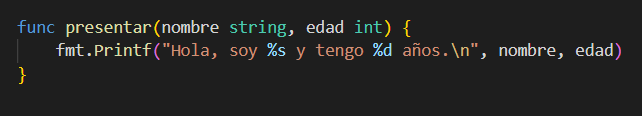 func presentar(nombre string, edad int) {
    fmt.Printf("Hola, soy %s y tengo %d años.\n", nombre, edad)
}